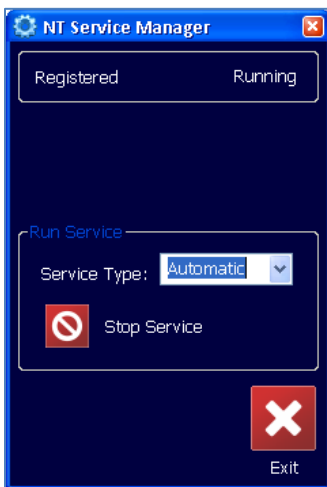 NT Service Manager
Registered Running
Run Service
Service Type: Automatic
Stop Service
Exit